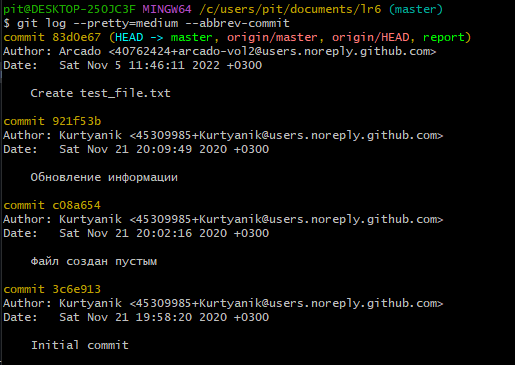 pit@DESKTOP-25OJC3F MINGW64 /c/users/pit/documents/lr6 (master)
$ git log --pretty=medium --abbrev-commit
commit 83d0e67 (HEAD -> master, origin/master, origin/HEAD, report)
Author: Arcado <40762424+arcado-vol2@users.noreply.github.com>
Date:   Sat Nov 5 11:46:11 2022 +0300
    Create test_file.txt
commit 921f53b
Author: Kurtyanik <45309985+Kurtyanik@users.noreply.github.com>
Date:   Sat Nov 21 20:09:49 2020 +0300
    Обновление информации
commit c08a654
Author: Kurtyanik <45309985+Kurtyanik@users.noreply.github.com>
Date:   Sat Nov 21 20:02:16 2020 +0300
    Файл создан пустым
commit 3c6e913
Author: Kurtyanik <45309985+Kurtyanik@users.noreply.github.com>
Date:   Sat Nov 21 19:58:20 2020 +0300
    Initial commit